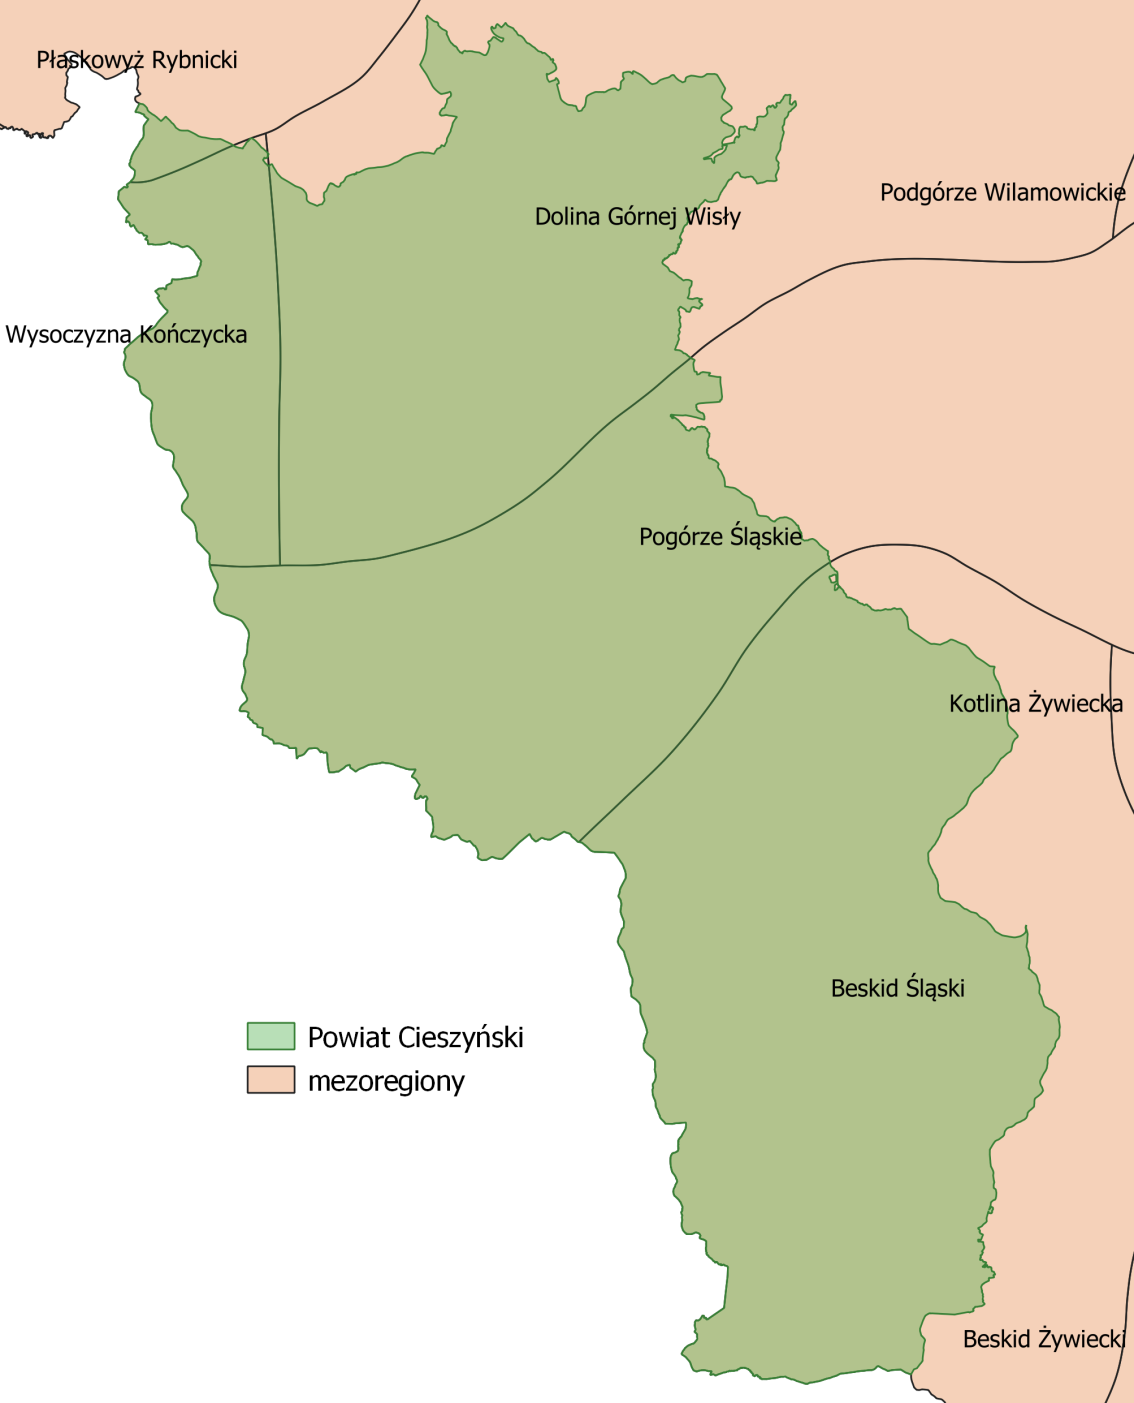 Płaskowyż Rybnicki
Podgórze Wilamowickie
Dolina Górnej Wisły
Wysoczyzna Kończycka
Pogórze Śląskie
Kotlina Żywiecka
Beskid Śląski
Powiat Cieszyński
mezoregiony
Beskid Żywiecki